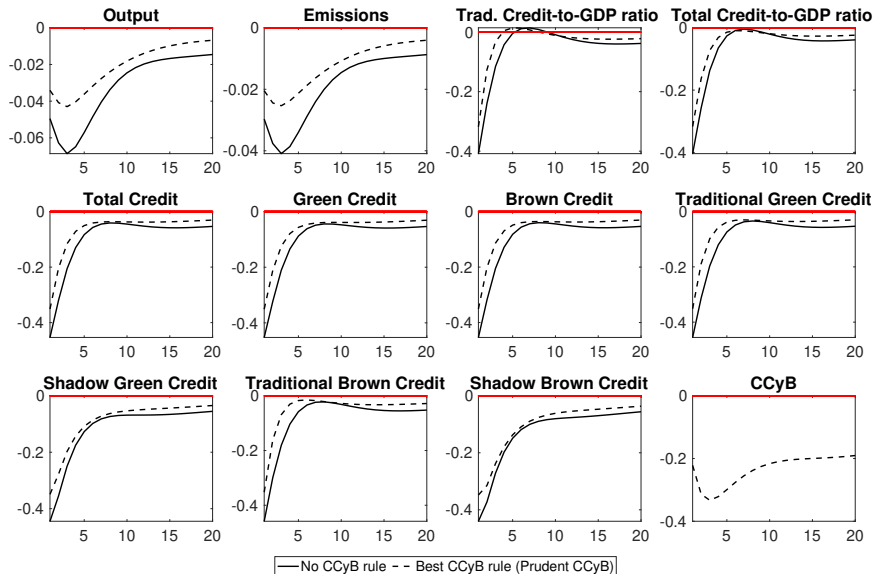 Output
Emissions
Trad. Credit-to-GDP ratio
Total Credit-to-GDP ratio
0
-0.02
-0.04
-0.06
5 10 15 20
0
-0.02
-0.04
5 10 15 20
0
-0.2
-0.4
5 10 15 20
0
-0.2
-0.4
5 10 15 20
Total Credit
Green Credit
Brown Credit
Traditional Green Credit
0
-0.2
-0.4
5 10 15 20
0
-0.2
-0.4
5 10 15 20
0
-0.2
-0.4
5 10 15 20
0
-0.2
-0.4
5 10 15 20
Shadow Green Credit
Traditional Brown Credit
Shadow Brown Credit
CCyB
0
-0.2
-0.4
5 10 15 20
0
-0.2
-0.4
5 10 15 20
0
-0.2
-0.4
5 10 15 20
0
-0.2
-0.4
5 10 15 20
No CCyB rule
Best CCyB rule (Prudent CCyB)